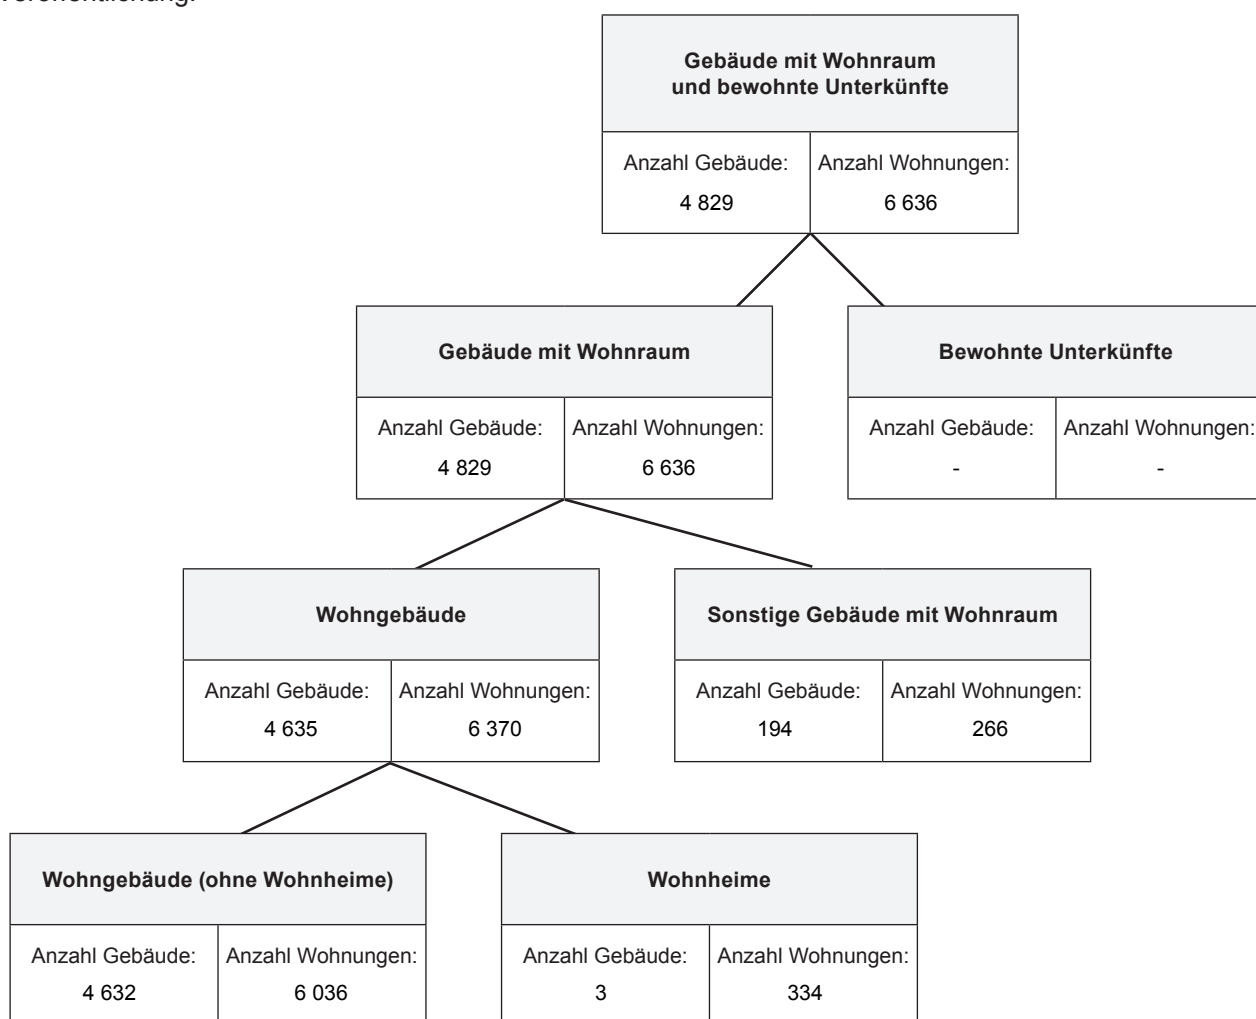 Veröffentlichung.
Gebäude mit Wohnraum
und bewohnte Unterkünfte
Anzahl Gebäude: Anzahl Wohnungen:
4 829 6 636
Gebäude mit Wohnraum Bewohnte Unterkünfte
Anzahl Gebäude: Anzahl Wohnungen: Anzahl Gebäude: Anzahl Wohnungen:
4 829 6 636 - -
Wohngebäude Sonstige Gebäude mit Wohnraum
Anzahl Gebäude: Anzahl Wohnungen: Anzahl Gebäude: Anzahl Wohnungen:
4 635 6 370 194 266
Wohngebäude (ohne Wohnheime) Wohnheime
Anzahl Gebäude: Anzahl Wohnungen: Anzahl Gebäude: Anzahl Wohnungen:
4 632 6 036 3 334